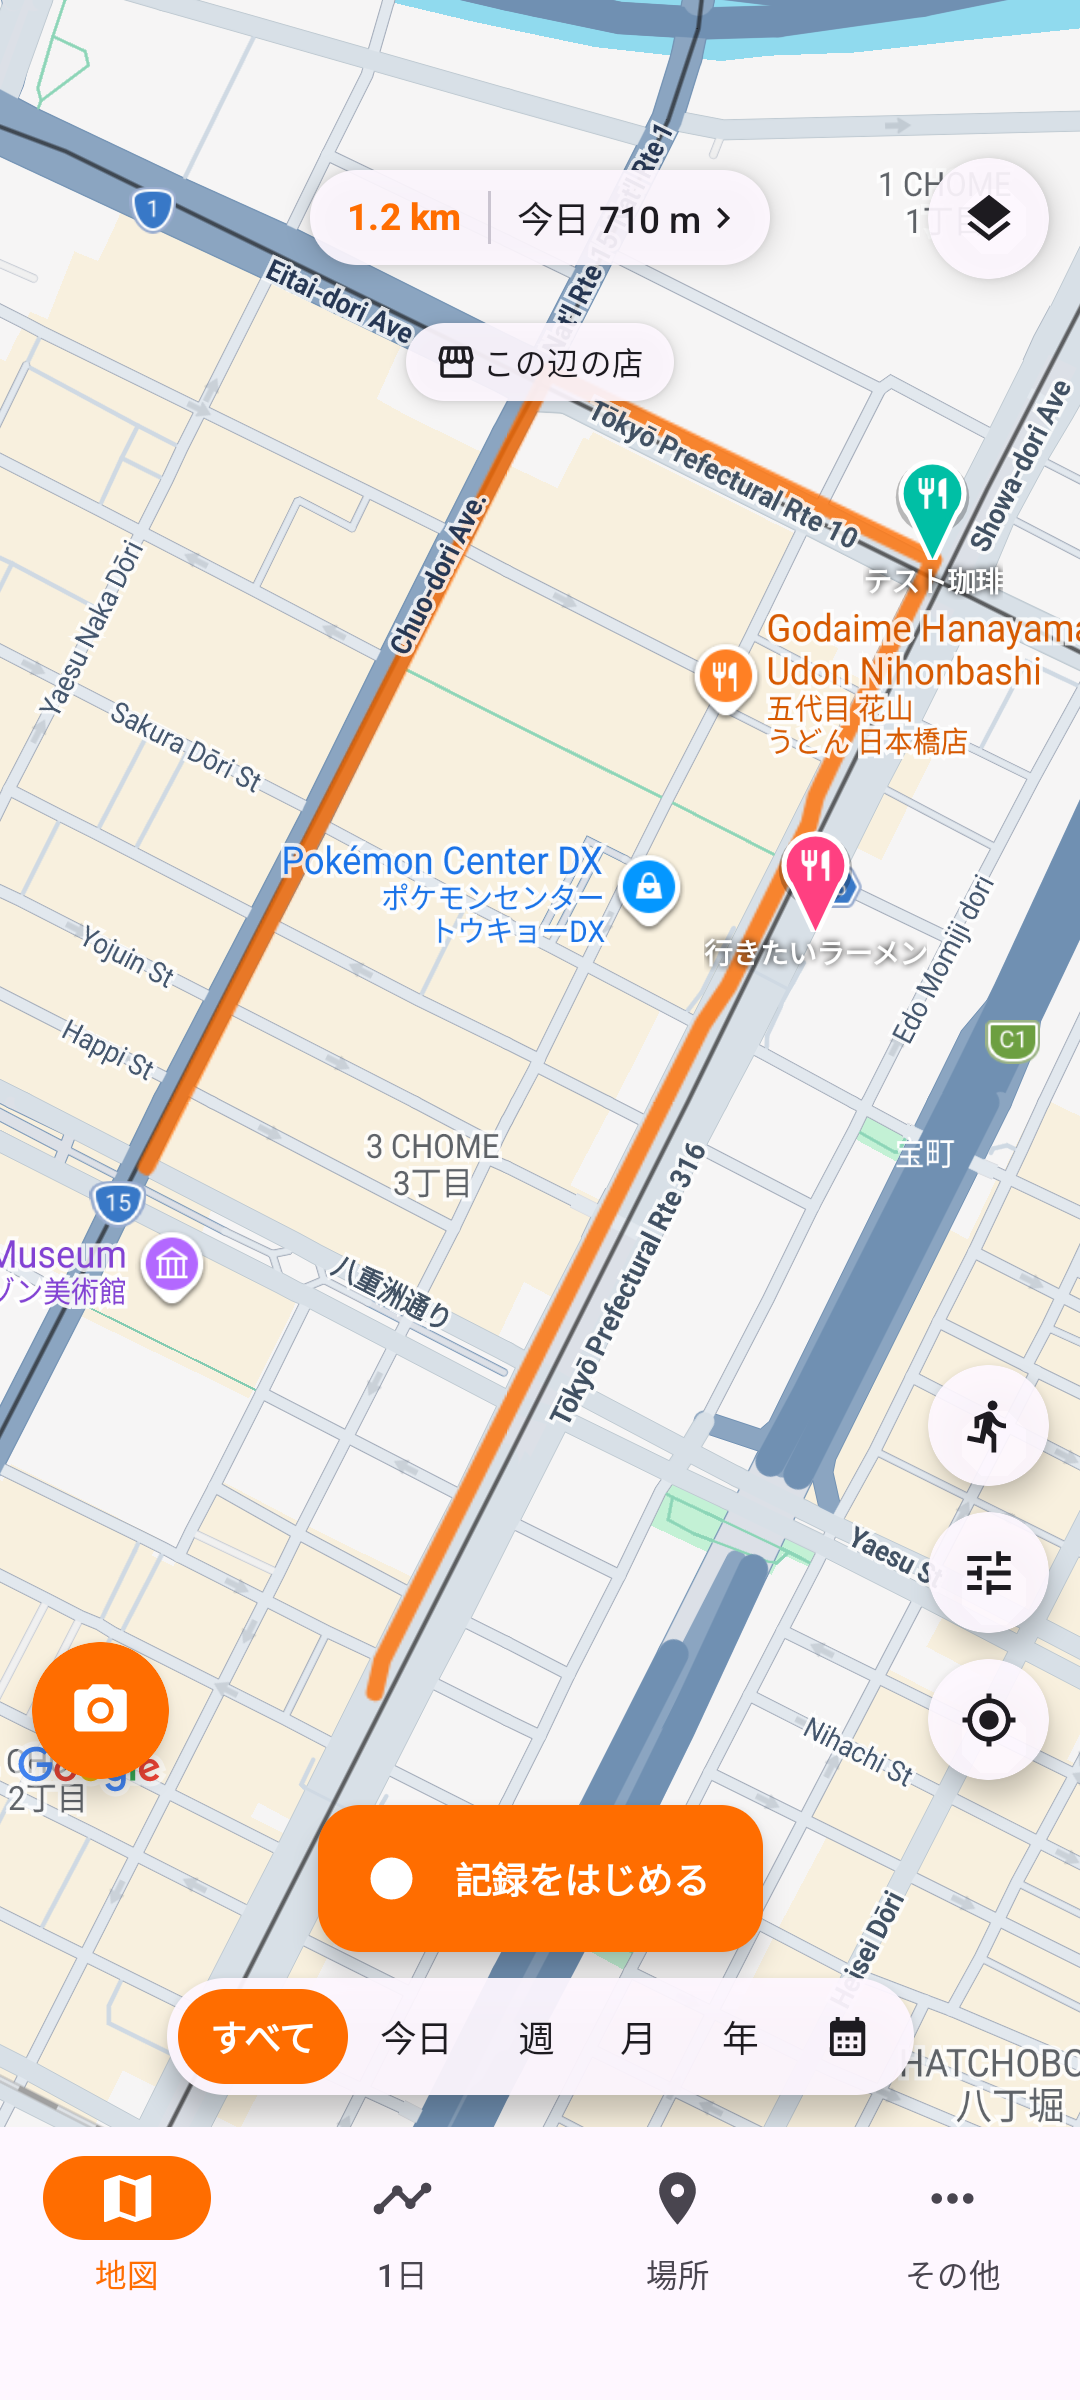 1
1.2 km
今日 710 m
Eitai-dori Ave
この辺の店
Tōkyō Prefectural Rte 10
Showa-dori Ave
Chuo-dori Ave.
テスト珈琲
Yaesu Naka Dōri
Godaime Hanayama
Udon Nihonbashi
五代目 花山
うどん 日本橋店
Sakura Dōri St
Pokémon Center DX
ポケモンセンター
トウキョーDX
行きたいラーメン
Edo Momiji dori
Yojuin St
Happi St
C1
3 CHOME
3丁目
宝町
15
Museum
ゾン美術館
八重洲通り
Tōkyō Prefectural Rte 316
Yaesu St
Nihachi St
Google
2丁目
記録をはじめる
Heisei Dōri
すべて
今日
週
月
年
HATCHOBO
八丁堀
地図
1日
場所
その他